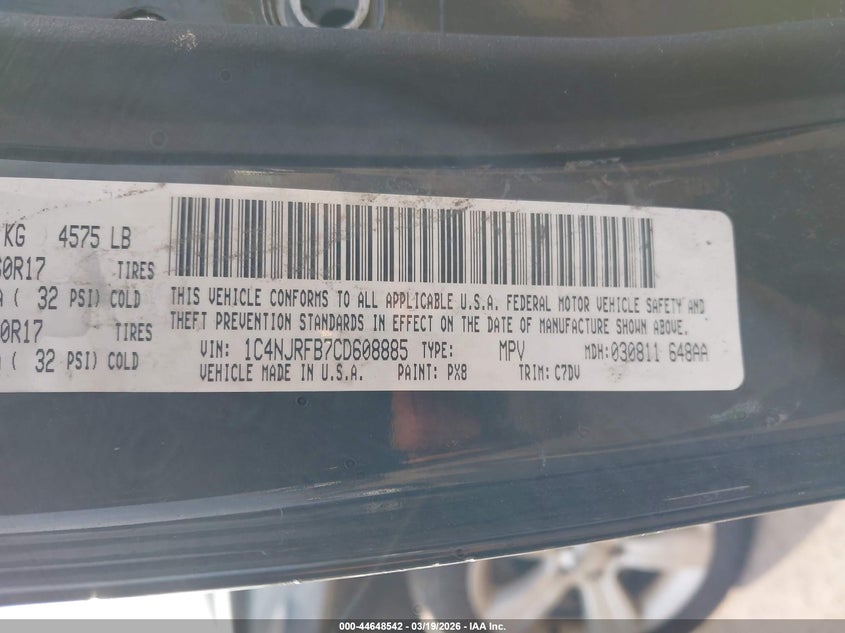 KG 4575 LB
60R17 TIRES
( 32 PSI) COLD
0R17 TIRES
( 32 PSI) COLD
THIS VEHICLE CONFORMS TO ALL APPLICABLE U.S.A. FEDERAL MOTOR VEHICLE SAFETY AND
THEFT PREVENTION STANDARDS IN EFFECT ON THE DATE OF MANUFACTURE SHOWN ABOVE.
VIN: 1C4NJRFB7CD608885 TYPE: MPV MDH:030811 648AA
VEHICLE MADE IN U.S.A. PAINT: PX8 TRIM: C7DV
000-44648542 - 03/19/2026 - IAA Inc.